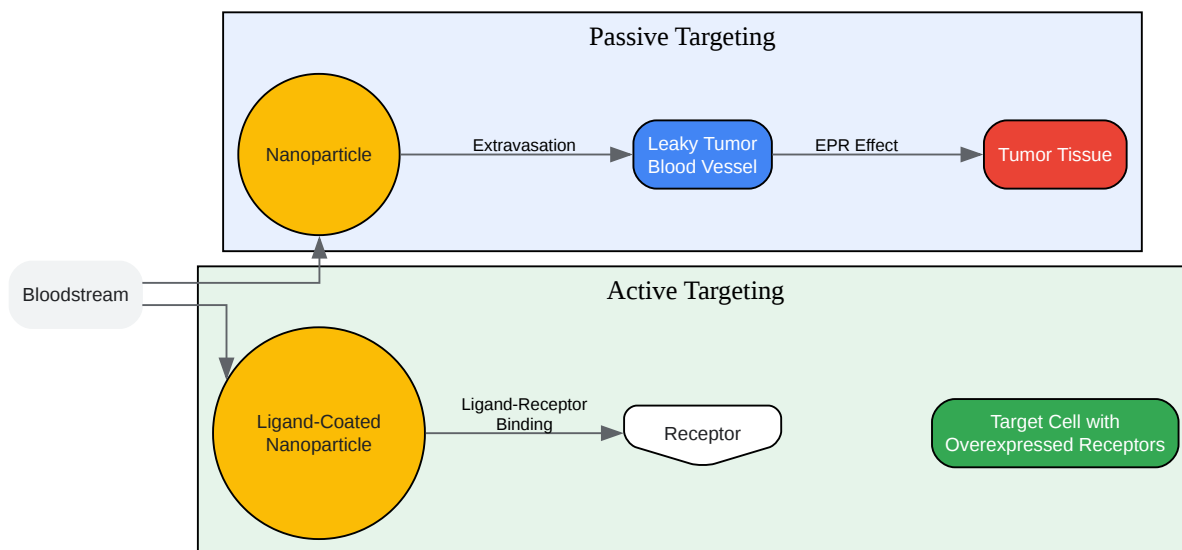 Passive Targeting
Nanoparticle
Extravasation
Leaky Tumor
Blood Vessel
EPR Effect
Tumor Tissue
Bloodstream
Active Targeting
Ligand-Coated
Nanoparticle
Ligand-Receptor
Binding
Receptor
Target Cell with
Overexpressed Receptors